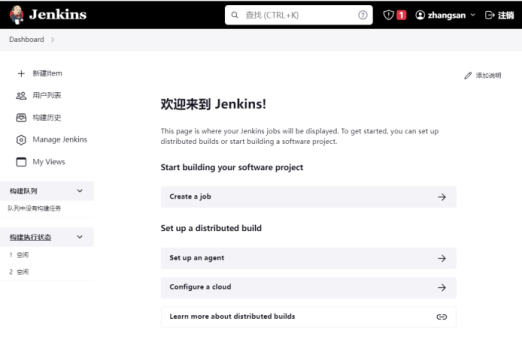 Jenkins
查找 (CTRL+K)
1
zhangsan
注销
Dashboard
新建Item
用户列表
构建历史
Manage Jenkins
My Views
构建队列
队列中没有构建任务
构建执行状态
1 空闲
2 空闲
添加说明
欢迎来到 Jenkins!
This page is where your Jenkins jobs will be displayed. To get started, you can set up
distributed builds or start building a software project.
Start building your software project
Create a job
Set up a distributed build
Set up an agent
Configure a cloud
Learn more about distributed builds